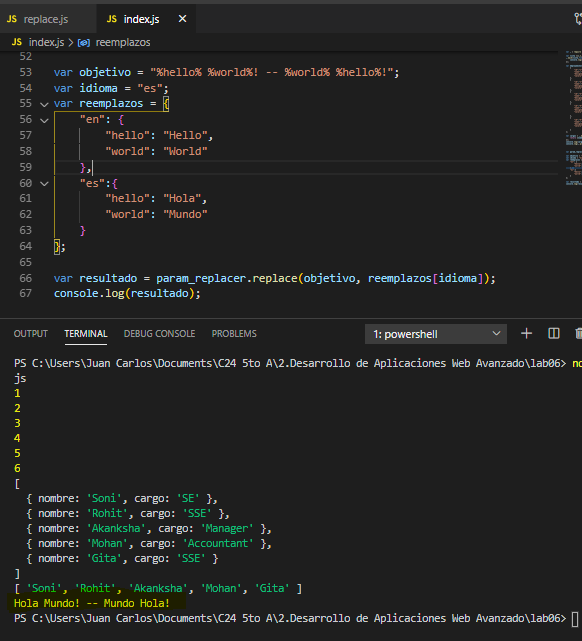 JS replace.js JS index.js ×
JS index.js > reemplazos
52
53 var objetivo = "%hello% %world%! -- %world% %hello%!";
54 var idioma = "es";
55 var reemplazos = {
56 "en": {
57 "hello": "Hello",
58 "world": "World"
59 },
60 "es":{
61 "hello": "Hola",
62 "world": "Mundo"
63 }
64 };
65
66 var resultado = param_replacer.replace(objetivo, reemplazos[idioma]);
67 console.log(resultado);
OUTPUT TERMINAL DEBUG CONSOLE PROBLEMS 1: powershell
PS C:\Users\Juan Carlos\Documents\C24 5to A\2.Desarrollo de Aplicaciones Web Avanzado\lab06> no
js
1
2
3
4
5
6
[
{ nombre: 'Soni', cargo: 'SE' },
{ nombre: 'Rohit', cargo: 'SSE' },
{ nombre: 'Akanksha', cargo: 'Manager' },
{ nombre: 'Mohan', cargo: 'Accountant' },
{ nombre: 'Gita', cargo: 'SSE' }
]
[ 'Soni', 'Rohit', 'Akanksha', 'Mohan', 'Gita' ]
Hola Mundo! -- Mundo Hola!
PS C:\Users\Juan Carlos\Documents\C24 5to A\2.Desarrollo de Aplicaciones Web Avanzado\lab06>